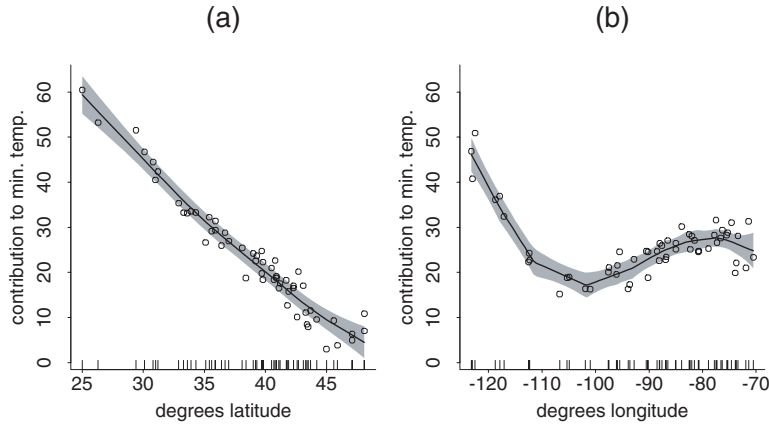 (a)
contribution to min. temp.
60
50
40
30
20
10
0
25 30 35 40 45
degrees latitude
(b)
contribution to min. temp.
60
50
40
30
20
10
0
-120 -110 -100 -90 -80 -70
degrees longitude